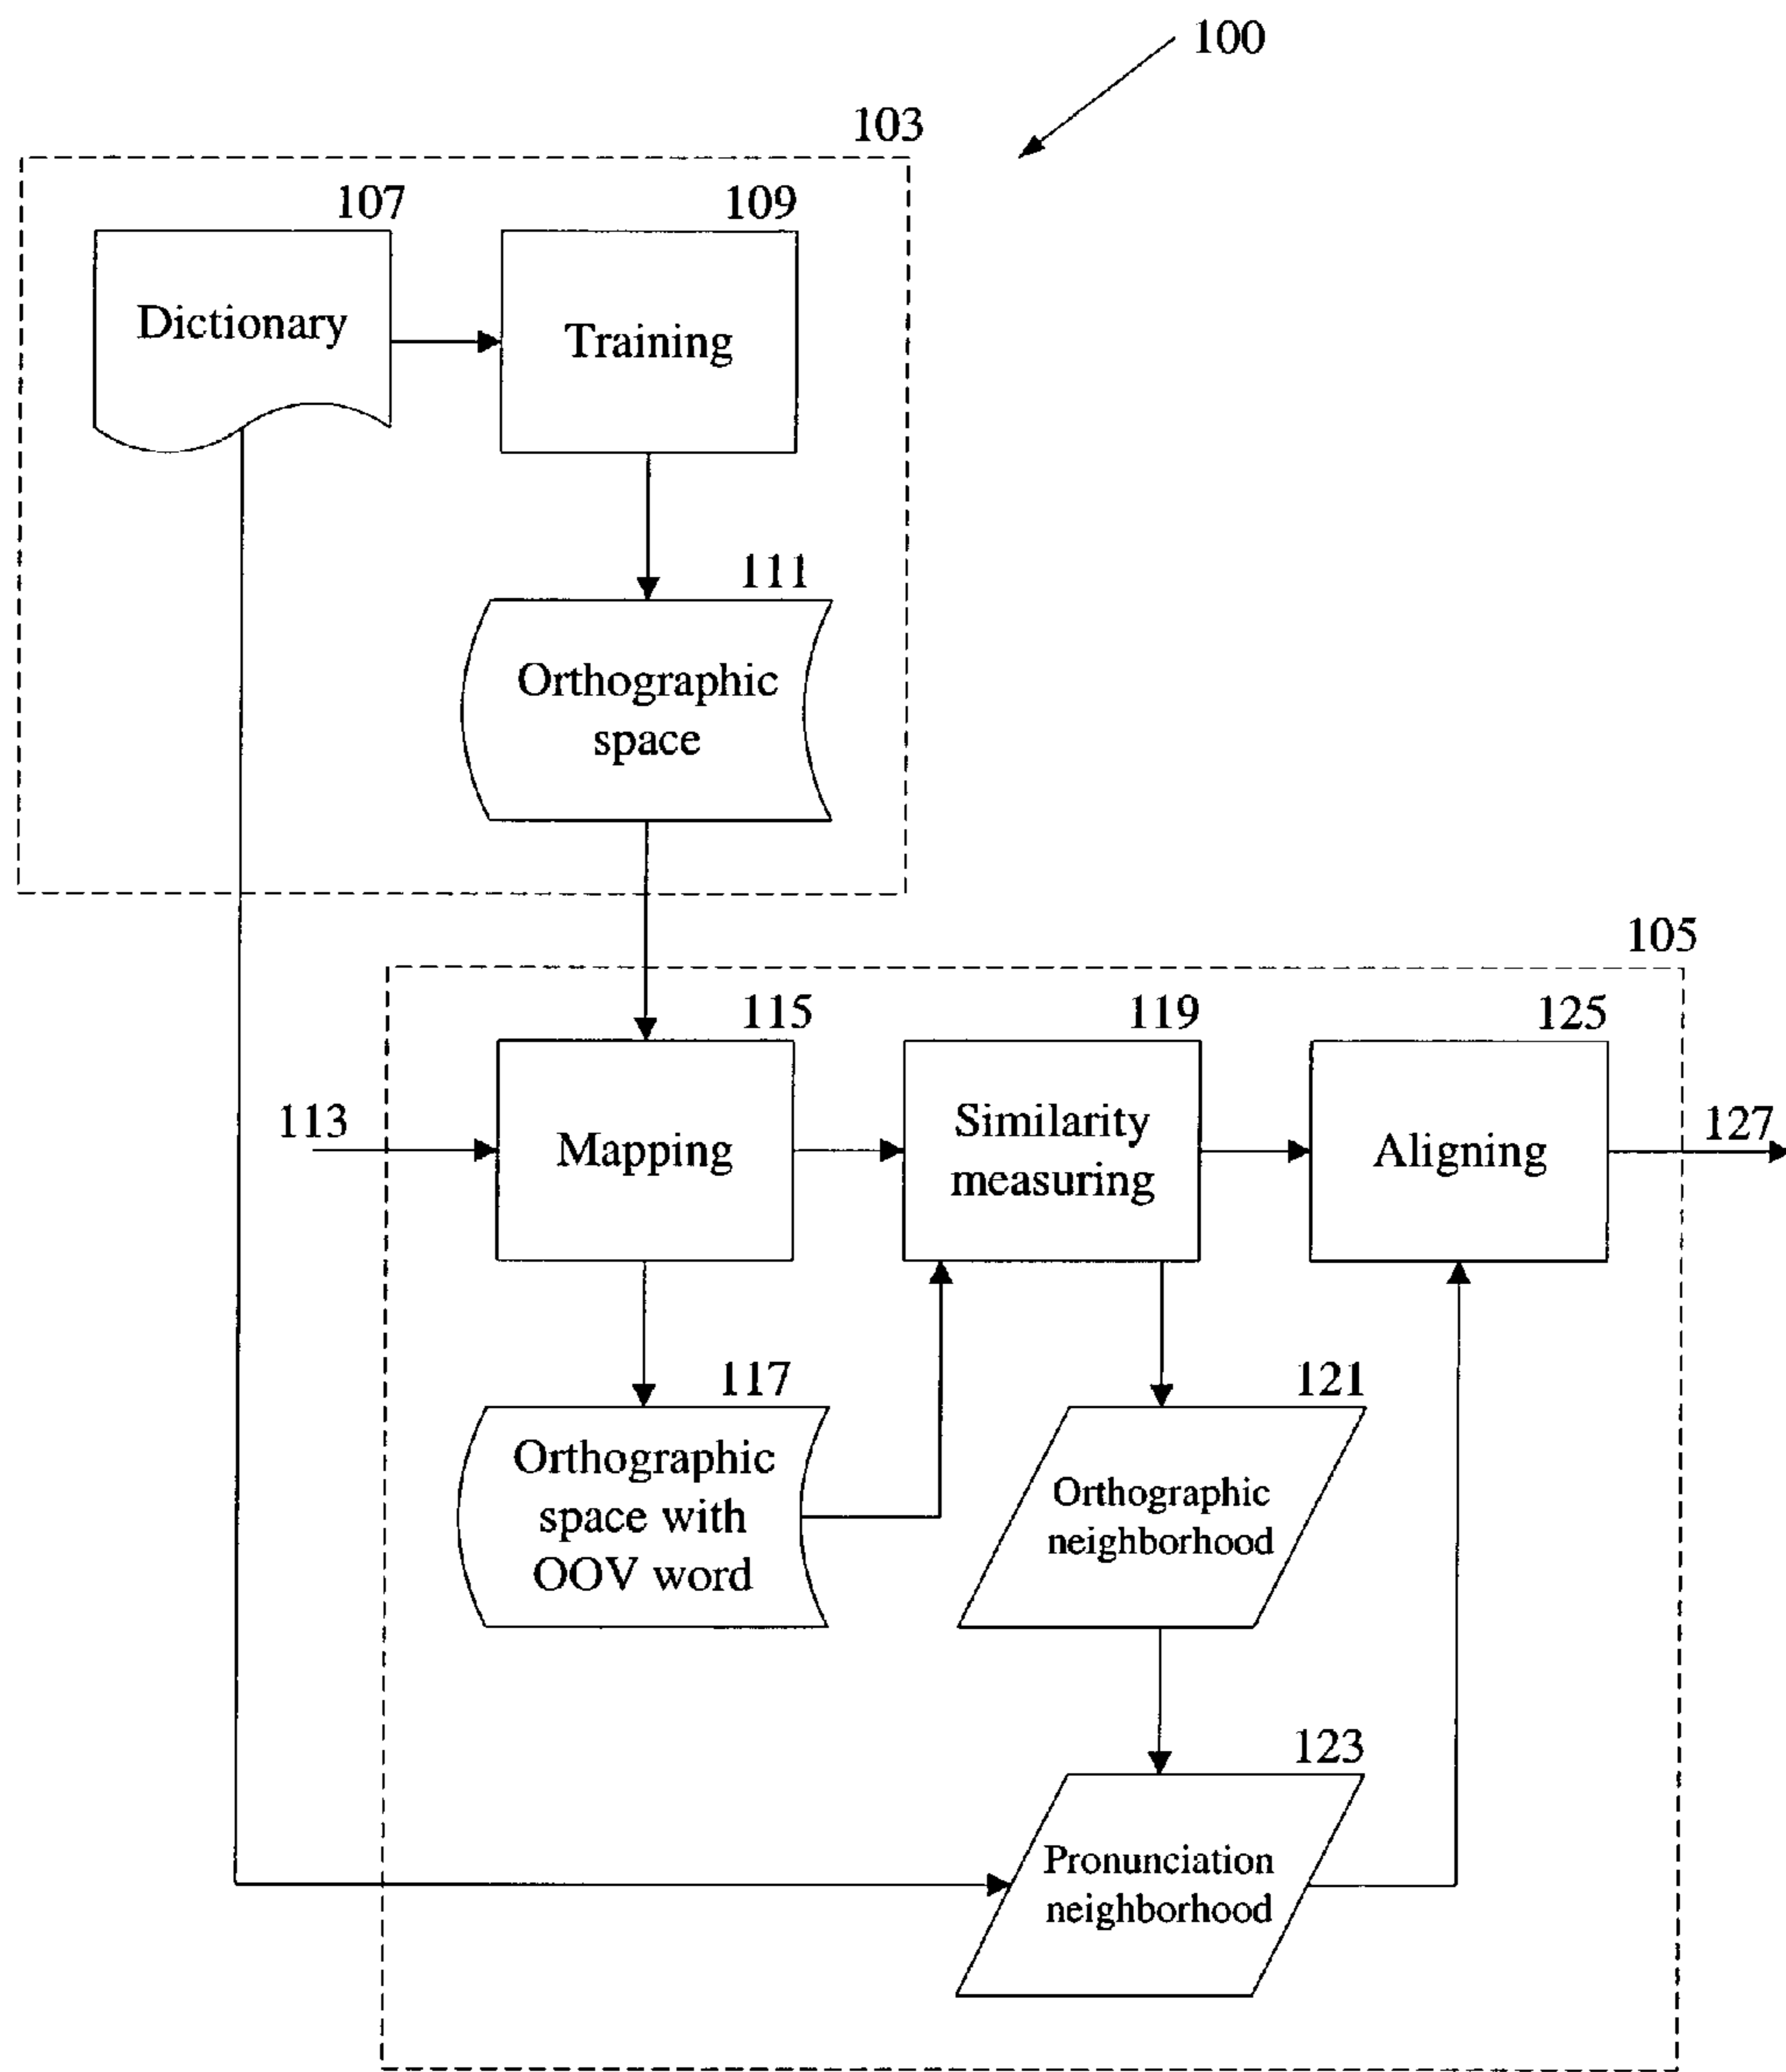 100
103
107
109
Dictionary
Training
111
Orthographic
space
105
115
119
125
113
Mapping
Similarity
measuring
Aligning
127
117
121
Orthographic
space with
OOV word
Orthographic
neighborhood
123
Pronunciation
neighborhood